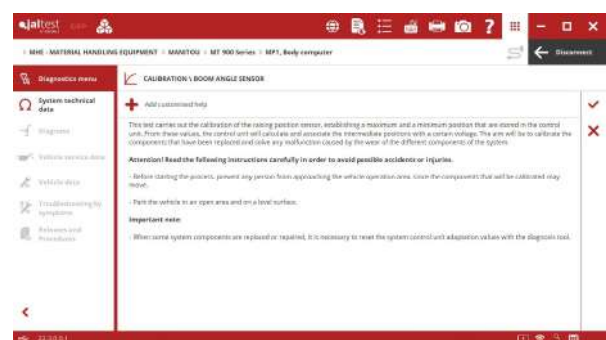 jaltest
?
MHE - MATERIAL HANDLING EQUIPMENT > MANITOU > MT 900 Series > MP1, Body computer
Disconnect
Diagnostics menu
CALIBRATION \ BOOM ANGLE SENSOR
System technical
data
Add customised help
This test carries out the calibration of the raising position sensor, establishing a maximum and a minimum position that are stored in the control
unit. From these values, the control unit will calculate and associate the intermediate positions with a certain voltage. The aim will be to calibrate the
components that have been replaced and solve any malfunction caused by the wear of the different components of the system.
Diagrams
Attention! Read the following instructions carefully in order to avoid possible accidents or injuries.
Vehicle service data
- Before starting the process, prevent any person from approaching the vehicle operation area, since the components that will be calibrated may
move.
Vehicle data
- Park the vehicle in an open area and on a level surface.
Troubleshooting by
symptoms
Important note:
Releases and
Procedures
- When some system components are replaced or repaired, it is necessary to reset the system control unit adaptation values with the diagnosis tool.